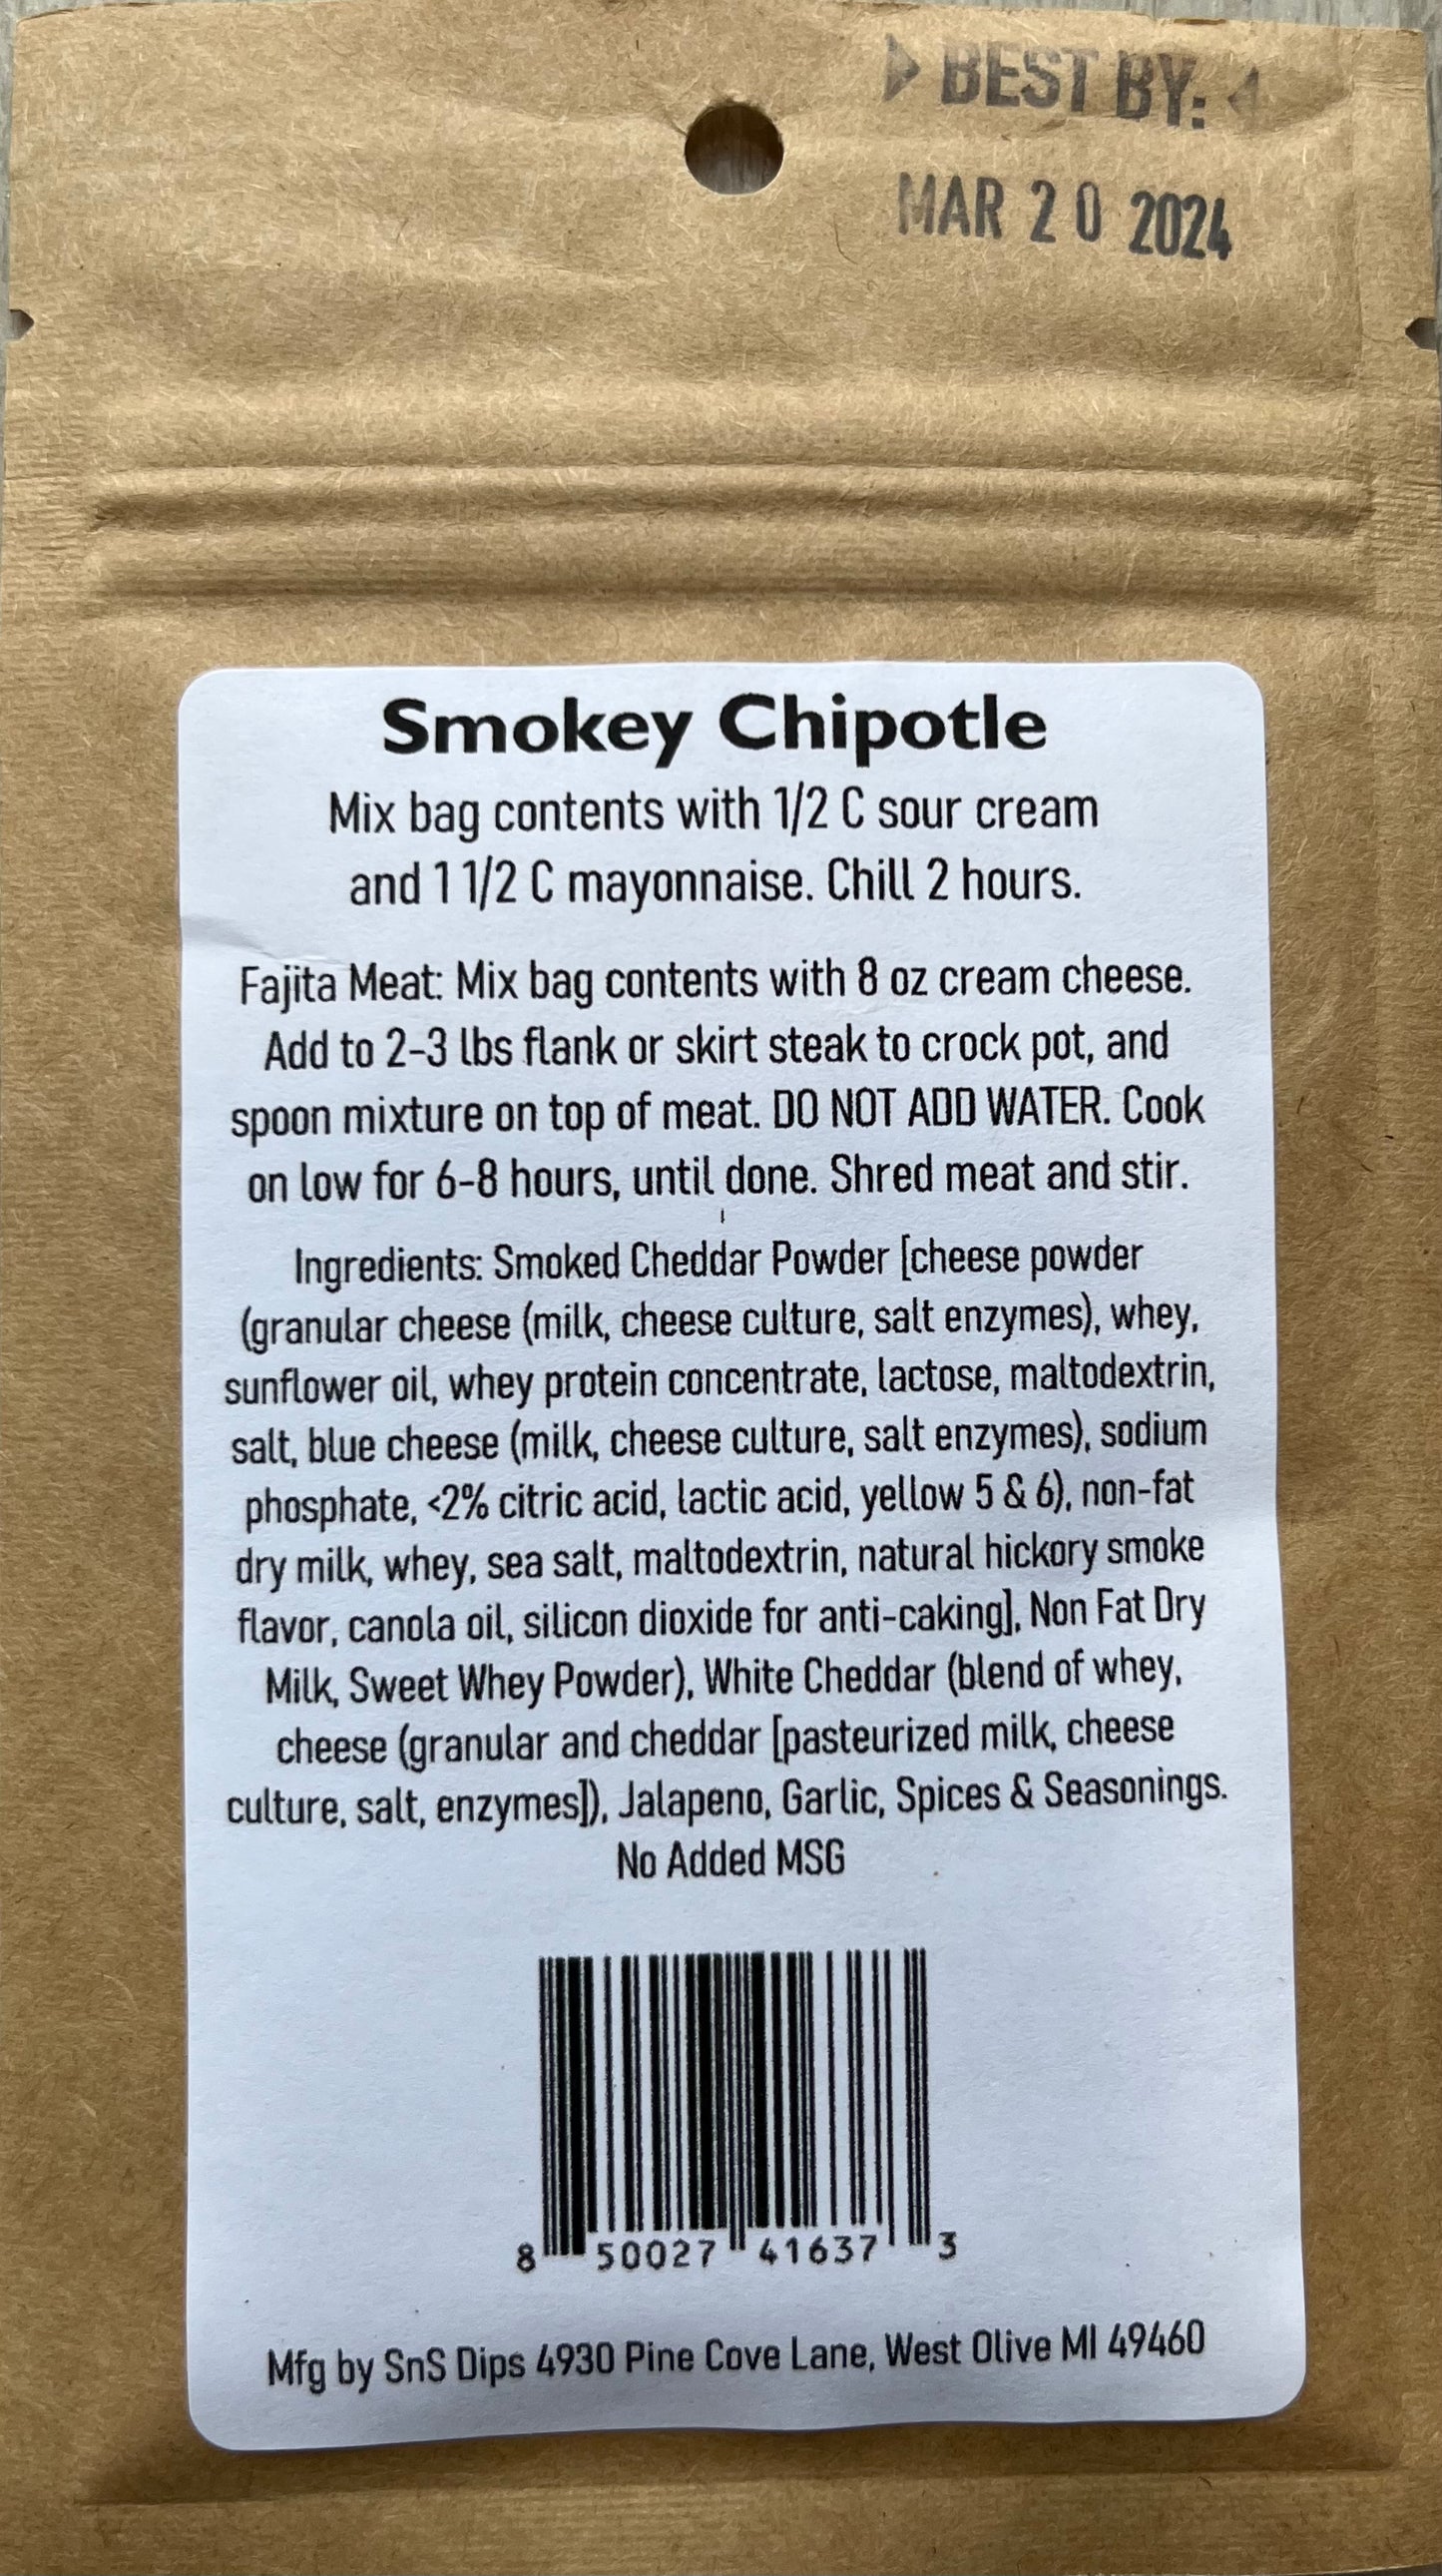 BEST BY:
MAR 20 2024
Smokey Chipotle
Mix bag contents with 1/2 C sour cream
and 1 1/2 C mayonnaise. Chill 2 hours.
Fajita Meat: Mix bag contents with 8 oz cream cheese.
Add to 2-3 lbs flank or skirt steak to crock pot, and
spoon mixture on top of meat. DO NOT ADD WATER. Cook
on low for 6-8 hours, until done. Shred meat and stir.
Ingredients: Smoked Cheddar Powder [cheese powder
(granular cheese (milk, cheese culture, salt enzymes), whey,
sunflower oil, whey protein concentrate, lactose, maltodextrin,
salt, blue cheese (milk, cheese culture, salt enzymes), sodium
phosphate, <2% citric acid, lactic acid, yellow 5 & 6), non-fat
dry milk, whey, sea salt, maltodextrin, natural hickory smoke
flavor, canola oil, silicon dioxide for anti-caking], Non Fat Dry
Milk, Sweet Whey Powder), White Cheddar (blend of whey,
cheese (granular and cheddar [pasteurized milk, cheese
culture, salt, enzymes]), Jalapeno, Garlic, Spices & Seasonings.
No Added MSG
8 50027 41637 3
Mfg by SnS Dips 4930 Pine Cove Lane, West Olive MI 49460